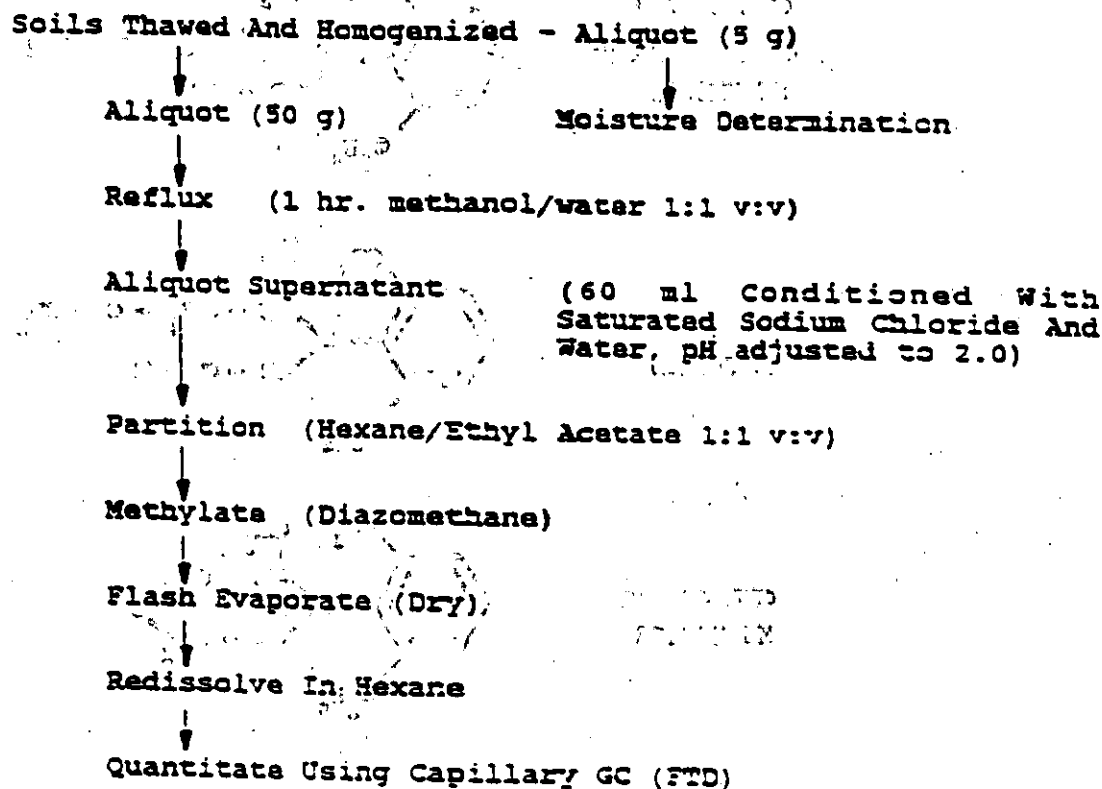 Soils Thawed And Homogenized - Aliquot (5 g)
Aliquot (50 g)
Moisture Determination
Reflux (1 hr. methanol/water 1:1 v:v)
Aliquot Supernatant
(60 ml Conditioned With
Saturated Sodium Chloride And
Water, pH adjusted to 2.0)
Partition (Hexane/Ethyl Acetate 1:1 v:v)
Methylate (Diazomethane)
Flash Evaporate (Dry)
Redissolve In Hexane
Quantitate Using Capillary GC (FTD)